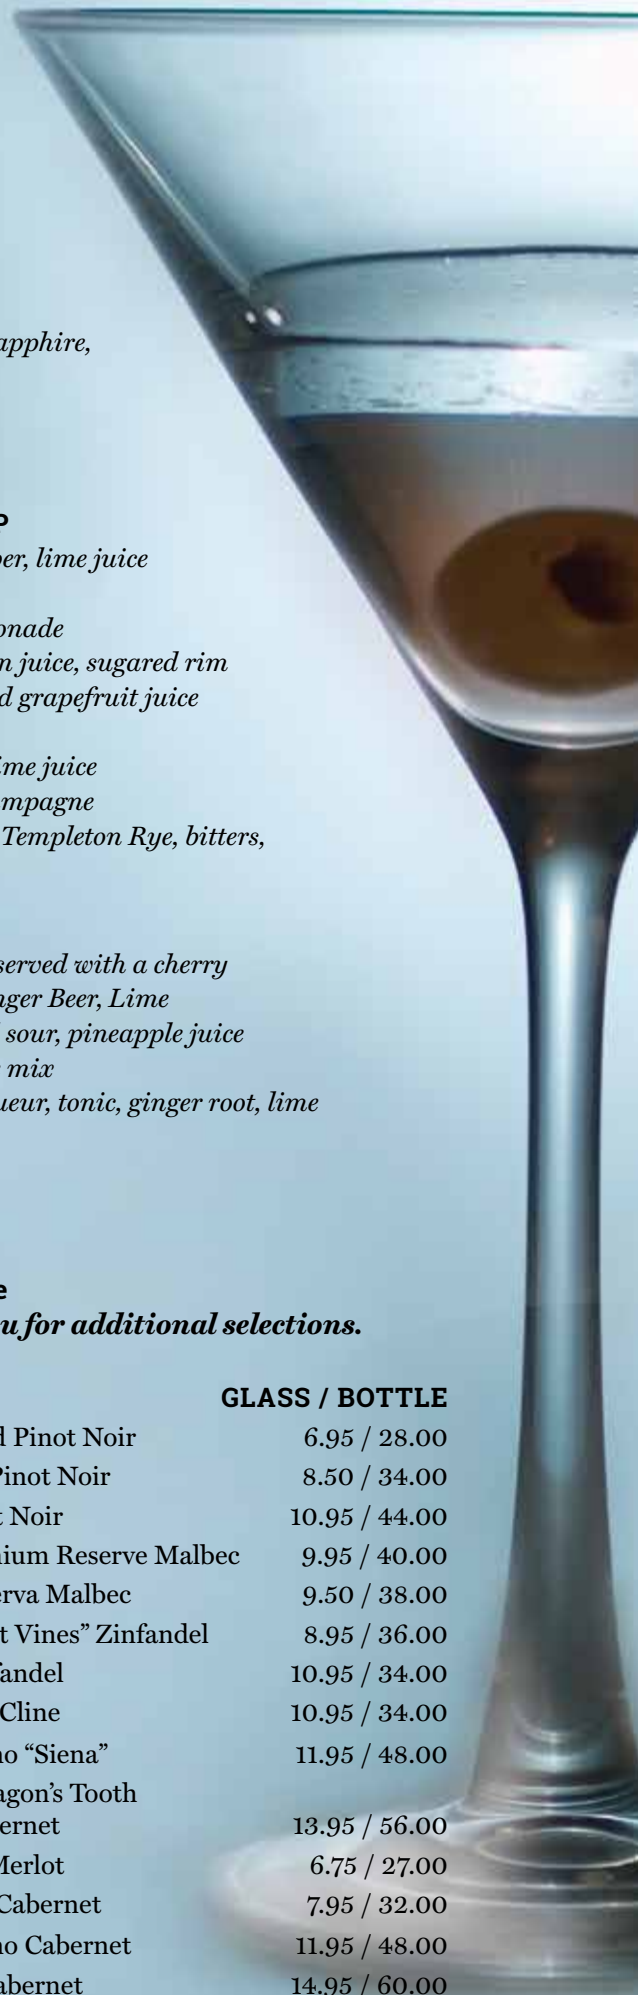 apphire,
P
er, lime juice
onade
n juice, sugared rim
d grapefruit juice
ime juice
mpagne
Templeton Rye, bitters,
served with a cherry
nger Beer, Lime
sour, pineapple juice
mix
ueur, tonic, ginger root, lime
e
u for additional selections.
GLASS / BOTTLE
d Pinot Noir 6.95 / 28.00
Pinot Noir 8.50 / 34.00
t Noir 10.95 / 44.00
nium Reserve Malbec 9.95 / 40.00
erva Malbec 9.50 / 38.00
t Vines” Zinfandel 8.95 / 36.00
fandel 10.95 / 34.00
Cline 10.95 / 34.00
no “Siena” 11.95 / 48.00
agon’s Tooth
ernet 13.95 / 56.00
Merlot 6.75 / 27.00
Cabernet 7.95 / 32.00
no Cabernet 11.95 / 48.00
abernet 14.95 / 60.00